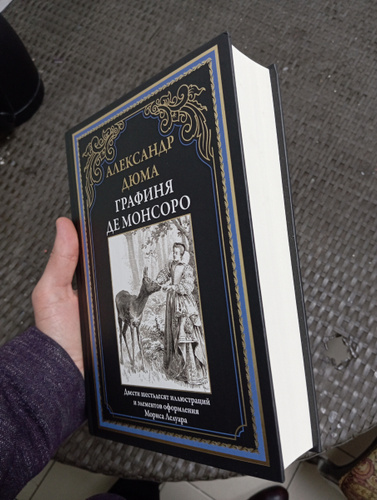 АЛЕКСАНДР
ДЮМА
ГРАФИНЯ
ДЕ МОНСОРО
Двести шестьдесят иллюстраций
и элементов оформления
Мориса Лелуара